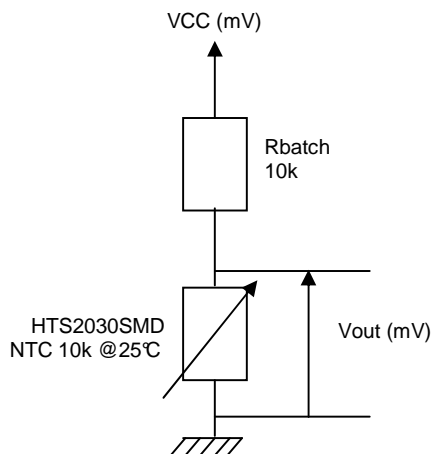 VCC (mV)
Rbatch
10k
HTS2030SMD
NTC 10k @25℃
Vout (mV)